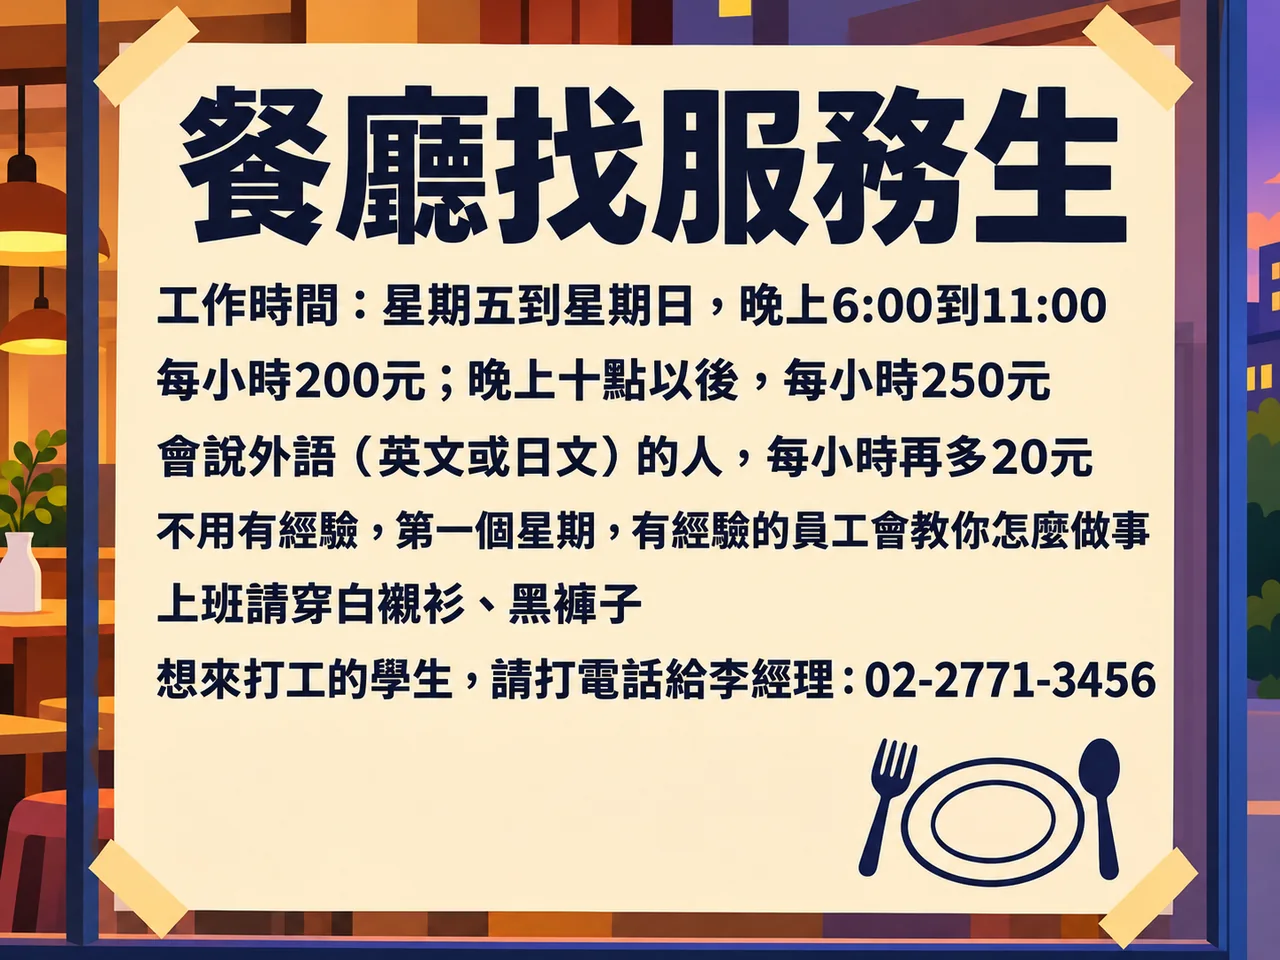 餐廳找服務生
工作時間：星期五到星期日，晚上6:00到11:00
每小時200元；晚上十點以後，每小時250元
會說外語（英文或日文）的人，每小時再多20元
不用有經驗，第一個星期，有經驗的員工會教你怎麼做事
上班請穿白襯衫、黑褲子
想來打工的學生，請打電話給李經理：02-2771-3456